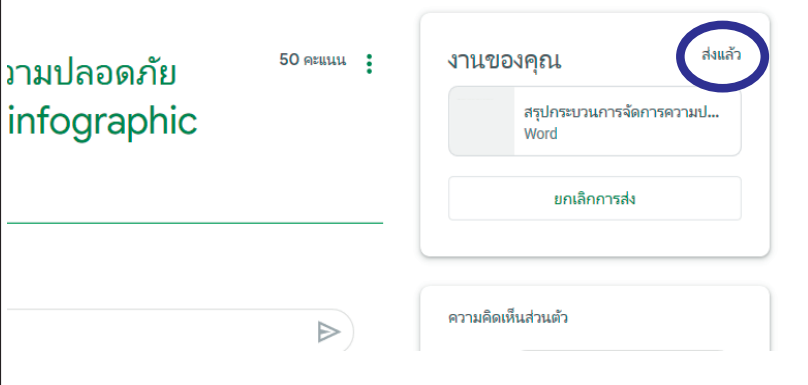 วามปลอดภัย
50 คะแนน
infographic
งานของคุณ
ส่งแล้ว
สรุปกระบวนการจัดการความป...
Word
ยกเลิกการส่ง
ความคิดเห็นส่วนตัว